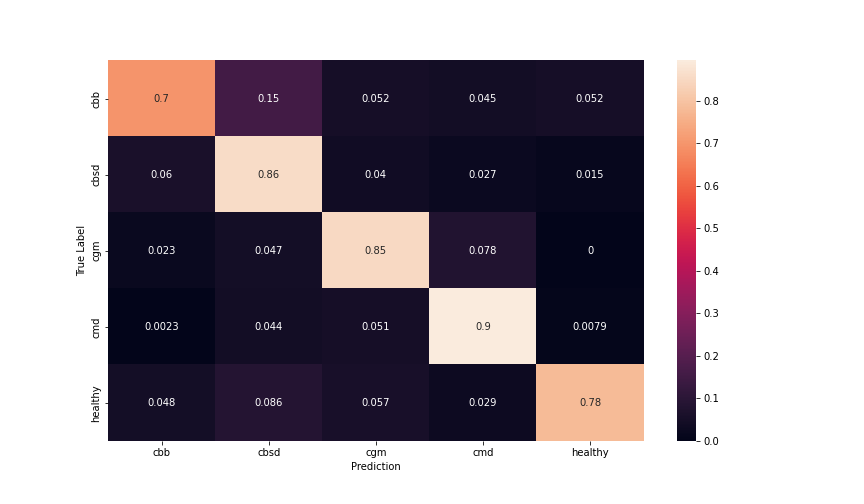 cbb 0.7 0.15 0.052 0.045 0.052
cbsd 0.06 0.86 0.04 0.027 0.015
cgm 0.023 0.047 0.85 0.078 0
cmd 0.0023 0.044 0.051 0.9 0.0079
healthy 0.048 0.086 0.057 0.029 0.78
True Label
cbb cbsd cgm cmd healthy
Prediction
0.8
0.7
0.6
0.5
0.4
0.3
0.2
0.1
0.0